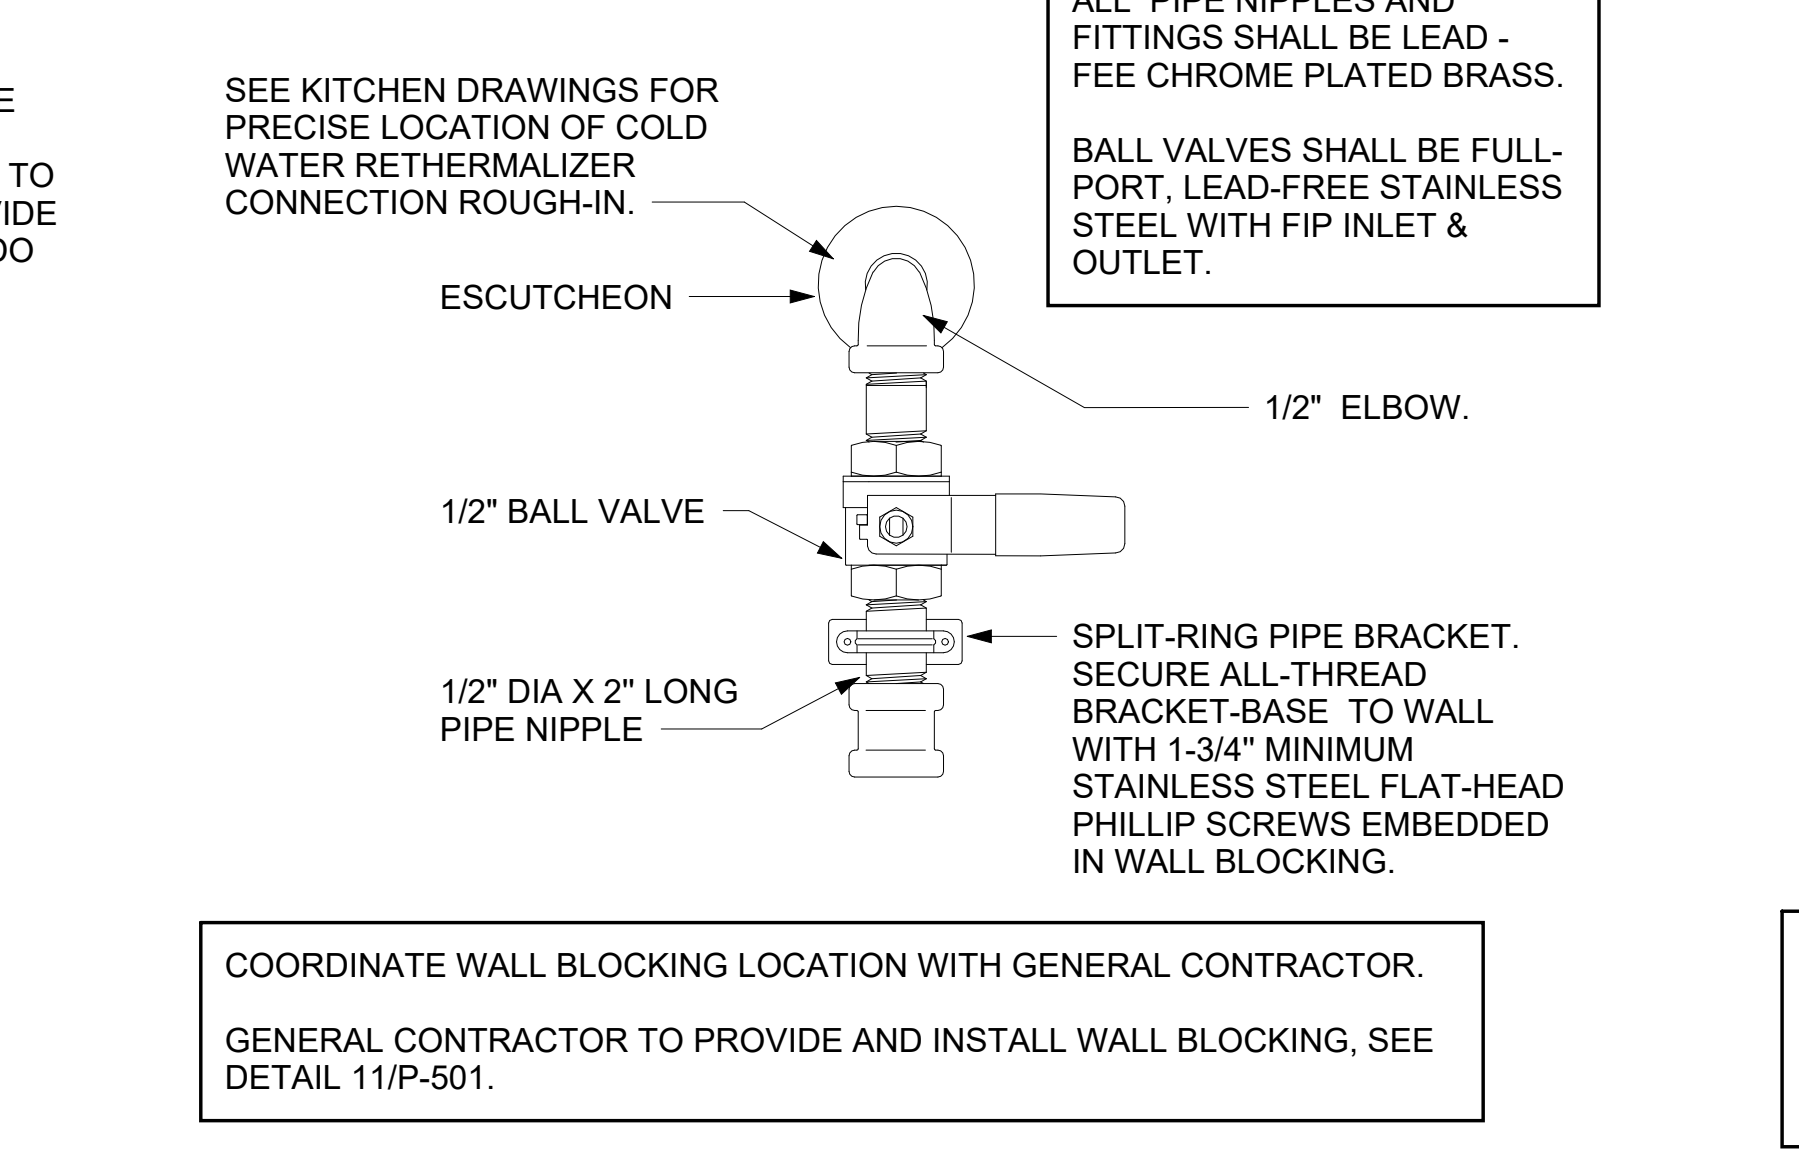 E
TO
VIDE
DO
SEE KITCHEN DRAWINGS FOR
PRECISE LOCATION OF COLD
WATER RETHERMALIZER
CONNECTION ROUGH-IN.
ESCUTCHEON
1/2" BALL VALVE
1/2" DIA X 2" LONG
PIPE NIPPLE
ALL PIPE NIPPLES AND
FITTINGS SHALL BE LEAD -
FEE CHROME PLATED BRASS.
BALL VALVES SHALL BE FULL-
PORT, LEAD-FREE STAINLESS
STEEL WITH FIP INLET &
OUTLET.
1/2" ELBOW.
SPLIT-RING PIPE BRACKET.
SECURE ALL-THREAD
BRACKET-BASE TO WALL
WITH 1-3/4" MINIMUM
STAINLESS STEEL FLAT-HEAD
PHILLIP SCREWS EMBEDDED
IN WALL BLOCKING.
COORDINATE WALL BLOCKING LOCATION WITH GENERAL CONTRACTOR.
GENERAL CONTRACTOR TO PROVIDE AND INSTALL WALL BLOCKING, SEE
DETAIL 11/P-501.